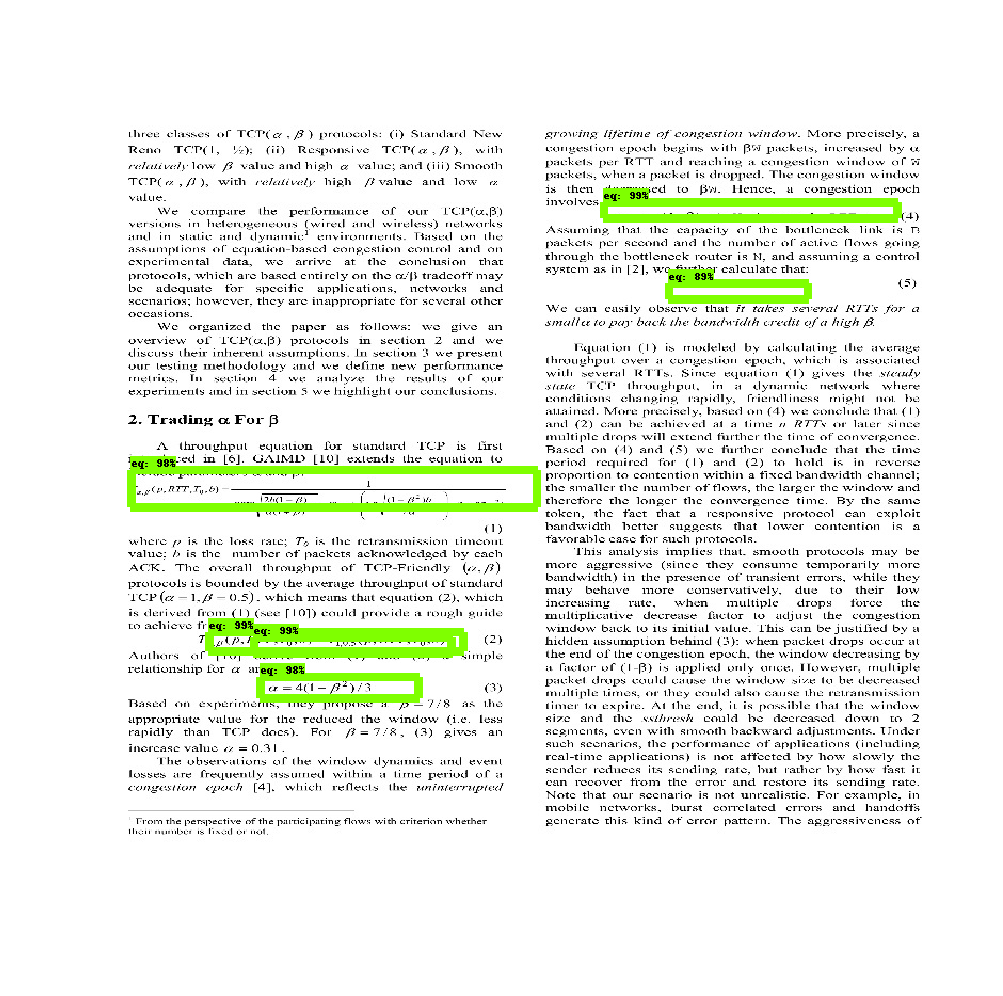 three classes of TCP(α, β) protocols: (i) Standard New
Reno TCP(1, ½); (ii) Responsive TCP(α, β), with
relatively low β value and high α value; and (iii) Smooth
TCP(α, β), with relatively high β value and low α
value.
We compare the performance of our TCP(α,β)
versions in heterogeneous (wired and wireless) networks
and in static and dynamic¹ environments. Based on the
assumptions of equation-based congestion control and on
experimental data, we arrive at the conclusion that
protocols, which are based entirely on the α/β tradeoff may
be adequate for specific applications, networks and
scenarios; however, they are inappropriate for several other
occasions.
We organized the paper as follows: we give an
overview of TCP(α,β) protocols in section 2 and we
discuss their inherent assumptions. In section 3 we present
our testing methodology and we define new performance
metrics. In section 4 we analyze the results of our
experiments and in section 5 we highlight our conclusions.
2. Trading α For β
A throughput equation for standard TCP is first
in [6]. GAIMD [10] extends the equation to
eq: 98%
(p, RTT, T₀, b) = 1
(1)
where p is the loss rate; T₀ is the retransmission timeout
value; b is the number of packets acknowledged by each
ACK. The overall throughput of TCP-Friendly (α, β)
protocols is bounded by the average throughput of standard
TCP (α = 1, β = 0.5), which means that equation (2), which
is derived from (1) (see [10]) could provide a rough guide
to achieve
eq: 99% eq: 99%
(2)
Authors of [10] simple
relationship for α
eq: 98%
α = 4(1 − β²)/3 (3)
Based on experiments, they propose a β = 7/8 as the
appropriate value for the reduced the window (i.e. less
rapidly than TCP does). For β = 7/8, (3) gives an
increase value α = 0.31.
The observations of the window dynamics and event
losses are frequently assumed within a time period of a
congestion epoch [4], which reflects the uninterrupted
¹ From the perspective of the participating flows with criterion whether
their number is fixed or not.
growing lifetime of congestion window. More precisely, a
congestion epoch begins with βW packets, increased by α
packets per RTT and reaching a congestion window of W
packets, when a packet is dropped. The congestion window
is then to βW. Hence, a congestion epoch
involves
eq: 99%
(4)
Assuming that the capacity of the bottleneck link is B
packets per second and the number of active flows going
through the bottleneck router is N, and assuming a control
system as in [2], we further calculate that:
eq: 89%
(5)
We can easily observe that it takes several RTTs for a
small α to pay back the bandwidth credit of a high β.
Equation (1) is modeled by calculating the average
throughput over a congestion epoch, which is associated
with several RTTs. Since equation (1) gives the steady
state TCP throughput, in a dynamic network where
conditions changing rapidly, friendliness might not be
attained. More precisely, based on (4) we conclude that (1)
and (2) can be achieved at a time n RTTs or later since
multiple drops will extend further the time of convergence.
Based on (4) and (5) we further conclude that the time
period required for (1) and (2) to hold is in reverse
proportion to contention within a fixed bandwidth channel;
the smaller the number of flows, the larger the window and
therefore the longer the convergence time. By the same
token, the fact that a responsive protocol can exploit
bandwidth better suggests that lower contention is a
favorable case for such protocols.
This analysis implies that, smooth protocols may be
more aggressive (since they consume temporarily more
bandwidth) in the presence of transient errors, while they
may behave more conservatively, due to their low
increasing rate, when multiple drops force the
multiplicative decrease factor to adjust the congestion
window back to its initial value. This can be justified by a
hidden assumption behind (3): when packet drops occur at
the end of the congestion epoch, the window decreasing by
a factor of (1-β) is applied only once. However, multiple
packet drops could cause the window size to be decreased
multiple times, or they could also cause the retransmission
timer to expire. At the end, it is possible that the window
size and the ssthresh could be decreased down to 2
segments, even with smooth backward adjustments. Under
such scenarios, the performance of applications (including
real-time applications) is not affected by how slowly the
sender reduces its sending rate, but rather by how fast it
can recover from the error and restore its sending rate.
Note that our scenario is not unrealistic. For example, in
mobile networks, burst correlated errors and handoffs
generate this kind of error pattern. The aggressiveness of